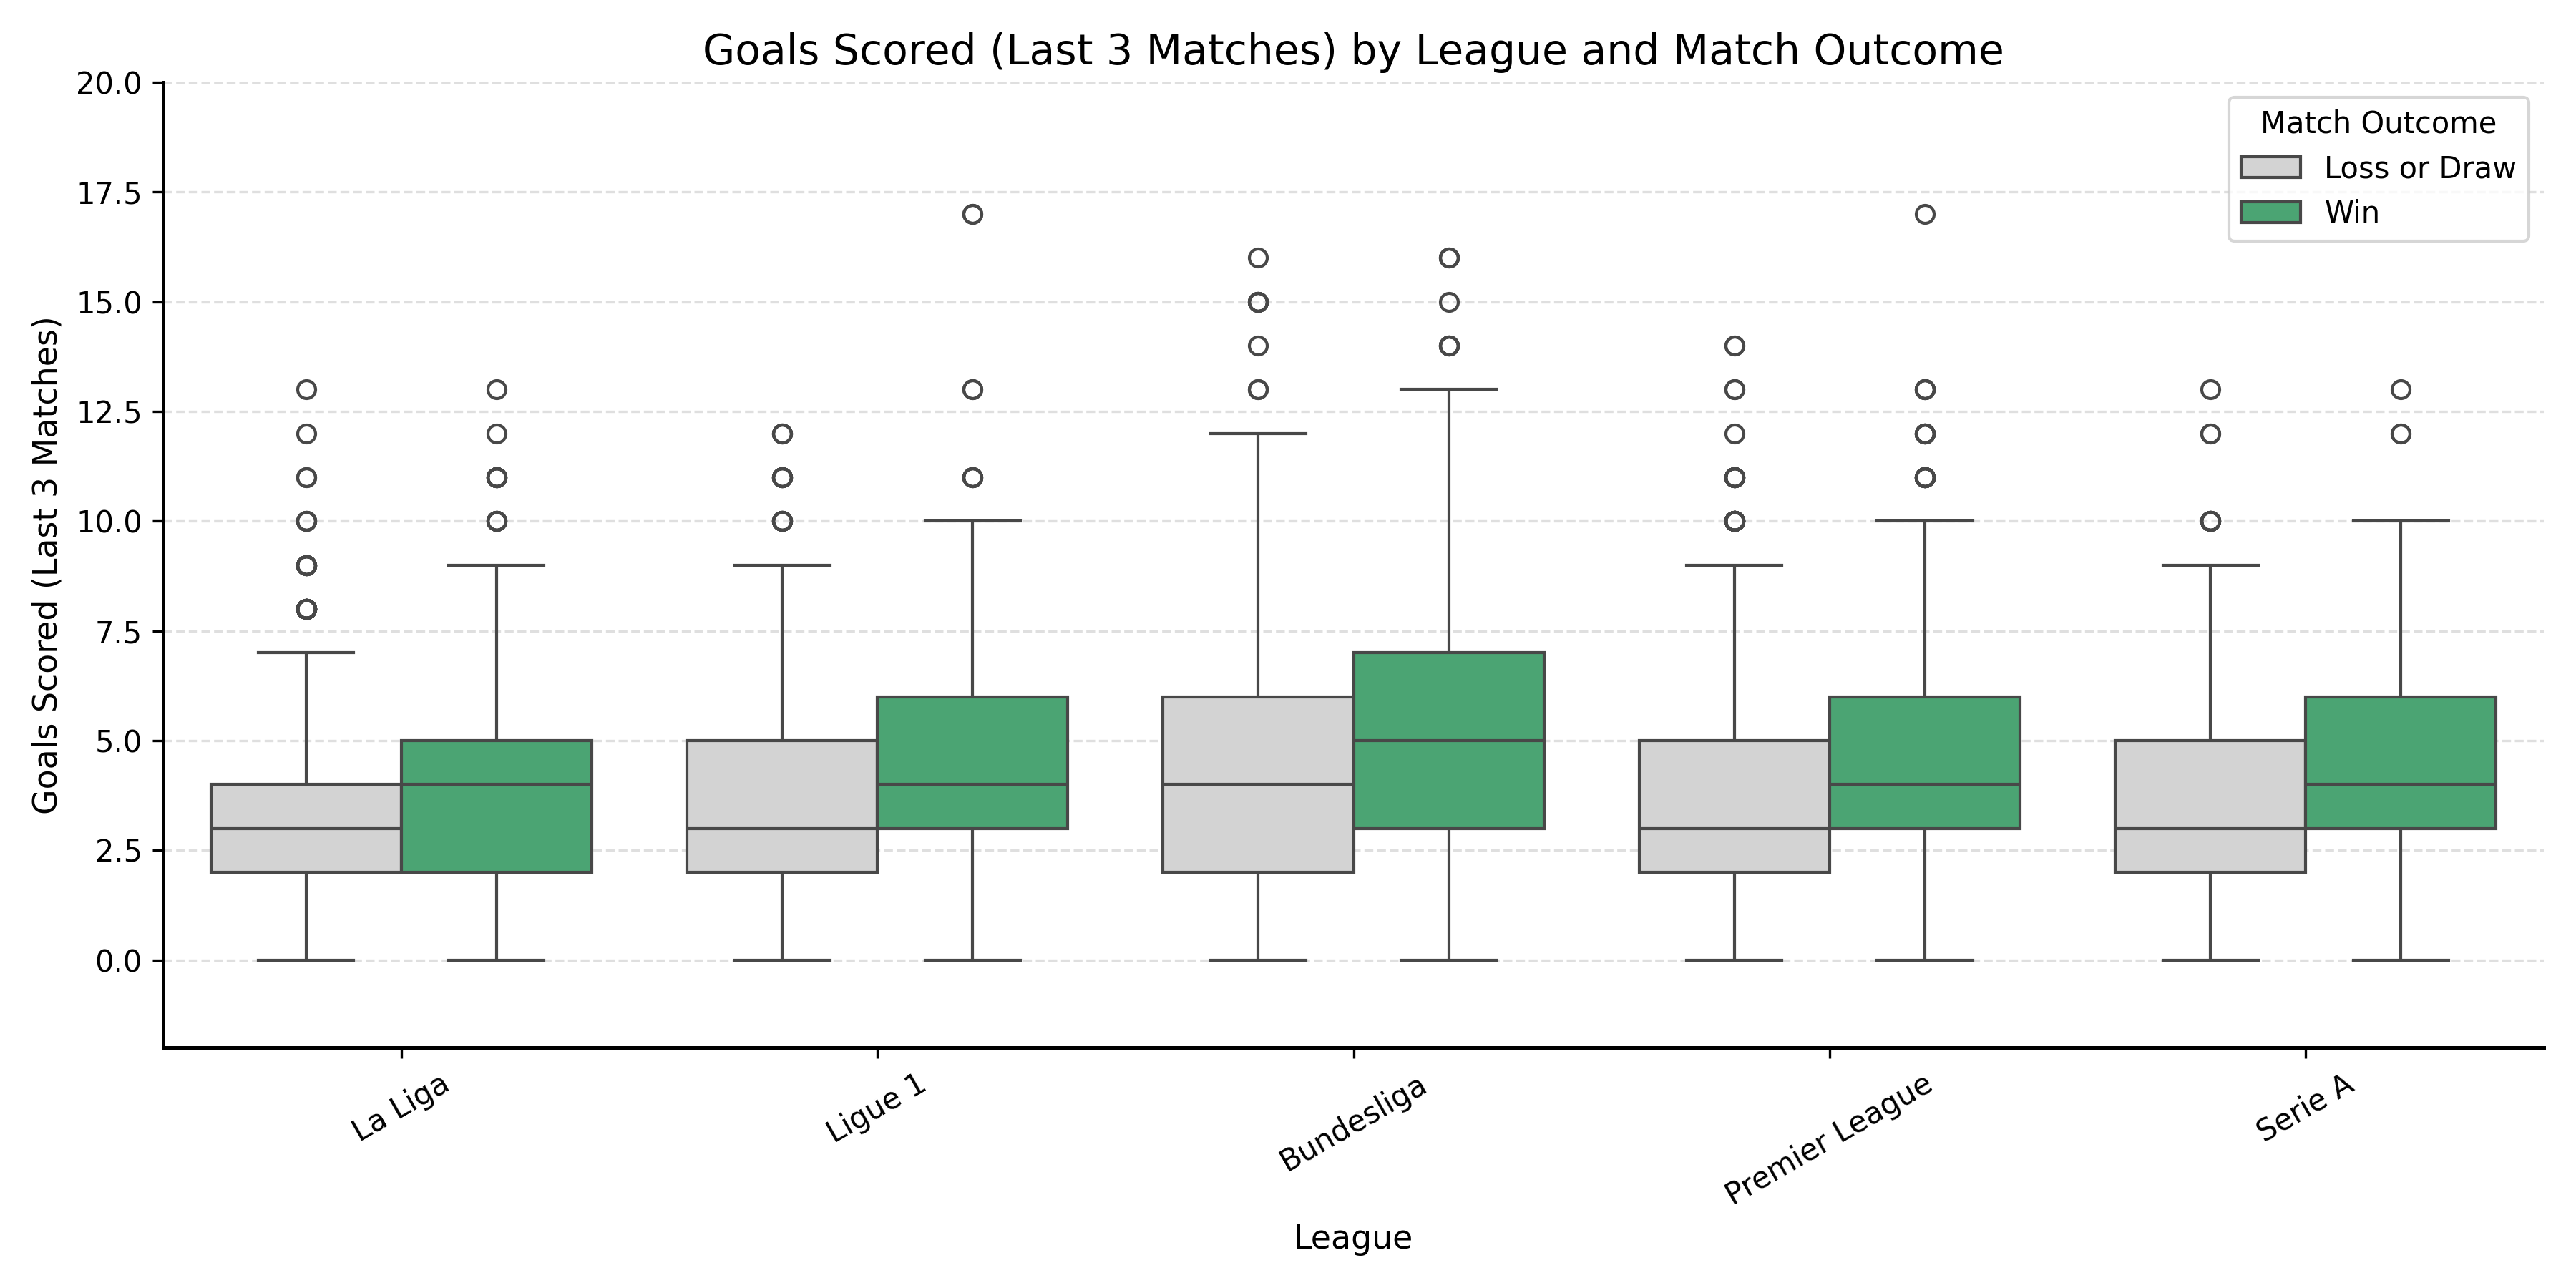 Goals Scored (Last 3 Matches) by League and Match Outcome
Goals Scored (Last 3 Matches)
20.0
17.5
15.0
12.5
10.0
7.5
5.0
2.5
0.0
Match Outcome
Loss or Draw
Win
La Liga
Ligue 1
Bundesliga
Premier League
Serie A
League